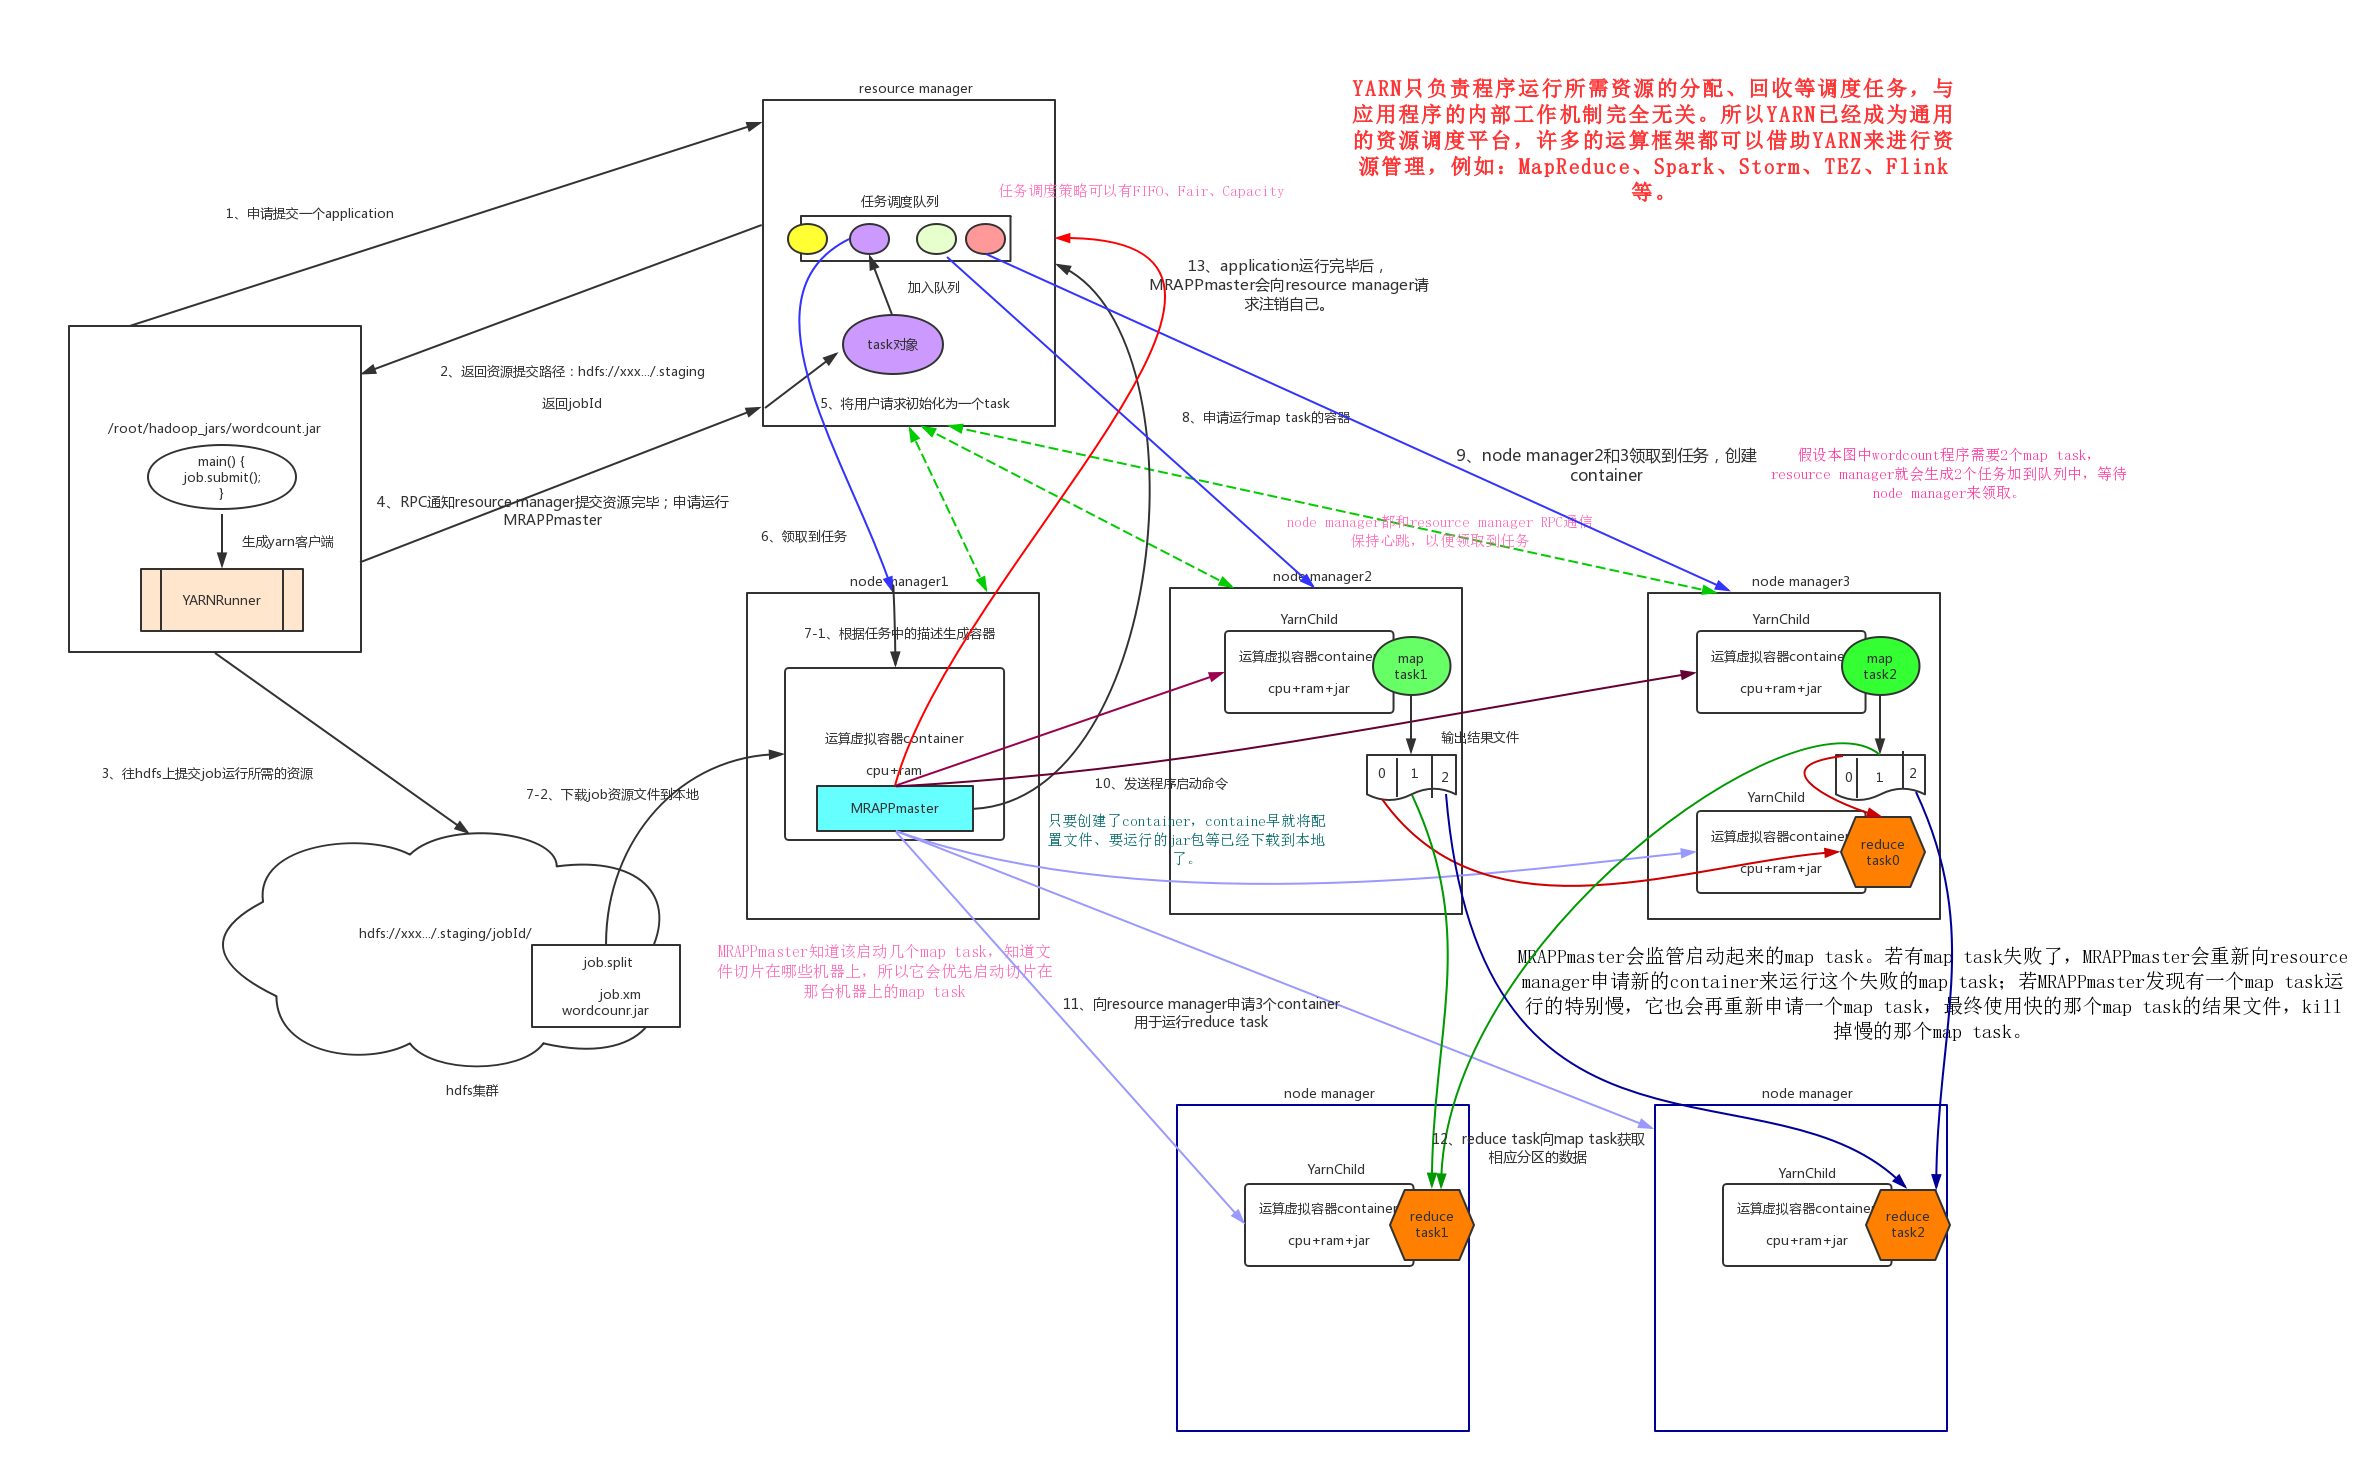 resource manager
YARN只负责程序运行所需资源的分配、回收等调度任务，与
应用程序的内部工作机制完全无关。所以YARN已经成为通用
的资源调度平台，许多的运算框架都可以借助YARN来进行资
源管理，例如：MapReduce、Spark、Storm、TEZ、Flink
等。
任务调度策略可以有FIFO、Fair、Capacity
任务调度队列
1、申请提交一个application
加入队列
13、application运行完毕后，
MRAPPmaster会向resource manager请
求注销自己。
task对象
2、返回资源提交路径：hdfs://xxx.../.staging
返回jobId
5、将用户请求初始化为一个task
8、申请运行map task的容器
/root/hadoop_jars/wordcount.jar
main() {
job.submit();
}
9、node manager2和3领取到任务，创建
container
假设本图中wordcount程序需要2个map task，
resource manager就会生成2个任务加到队列中，等待
node manager来领取。
4、RPC通知resource manager提交资源完毕；申请运行
MRAPPmaster
node manager都和resource manager RPC通信
保持心跳，以便领取到任务
生成yarn客户端
6、领取到任务
YARNRunner
node manager1
node manager2
node manager3
7-1、根据任务中的描述生成容器
YarnChild
运算虚拟容器container
cpu+ram+jar
map
task1
YarnChild
运算虚拟容器container
cpu+ram+jar
map
task2
运算虚拟容器container
cpu+ram
MRAPPmaster
输出结果文件
0
1
2
0
1
2
3、往hdfs上提交job运行所需的资源
7-2、下载job资源文件到本地
10、发送程序启动命令
只要创建了container，containe早就将配
置文件、要运行的jar包等已经下载到本地
了。
YarnChild
运算虚拟容器container
cpu+ram+jar
reduce
task0
hdfs://xxx.../.staging/jobId/
job.split
job.xm
wordcounr.jar
hdfs集群
MRAPPmaster知道该启动几个map task，知道文
件切片在哪些机器上，所以它会优先启动切片在
那台机器上的map task
MRAPPmaster会监管启动起来的map task。若有map task失败了，MRAPPmaster会重新向resource
manager申请新的container来运行这个失败的map task；若MRAPPmaster发现有一个map task运
行的特别慢，它也会再重新申请一个map task，最终使用快的那个map task的结果文件，kill
掉慢的那个map task。
11、向resource manager申请3个container
用于运行reduce task
node manager
node manager
12、reduce task向map task获取
相应分区的数据
YarnChild
运算虚拟容器container
cpu+ram+jar
reduce
task1
YarnChild
运算虚拟容器container
cpu+ram+jar
reduce
task2